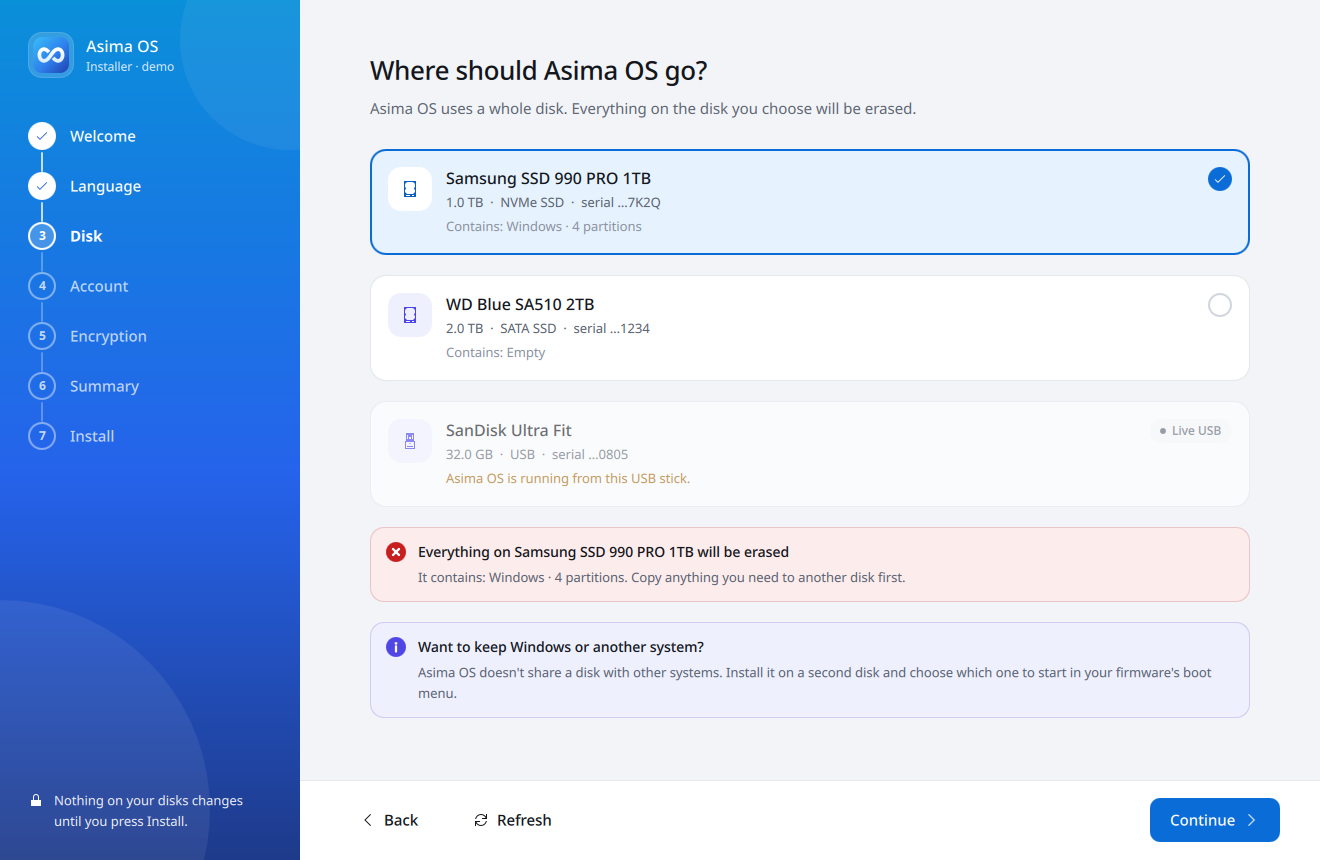 Asima OS
Installer · demo
Welcome
Language
3 Disk
4 Account
5 Encryption
6 Summary
7 Install
Nothing on your disks changes
until you press Install.
Where should Asima OS go?
Asima OS uses a whole disk. Everything on the disk you choose will be erased.
Samsung SSD 990 PRO 1TB
1.0 TB · NVMe SSD · serial …7K2Q
Contains: Windows · 4 partitions
WD Blue SA510 2TB
2.0 TB · SATA SSD · serial …1234
Contains: Empty
SanDisk Ultra Fit
Live USB
32.0 GB · USB · serial …0805
Asima OS is running from this USB stick.
Everything on Samsung SSD 990 PRO 1TB will be erased
It contains: Windows · 4 partitions. Copy anything you need to another disk first.
Want to keep Windows or another system?
Asima OS doesn't share a disk with other systems. Install it on a second disk and choose which one to start in your firmware's boot
menu.
Back
Refresh
Continue